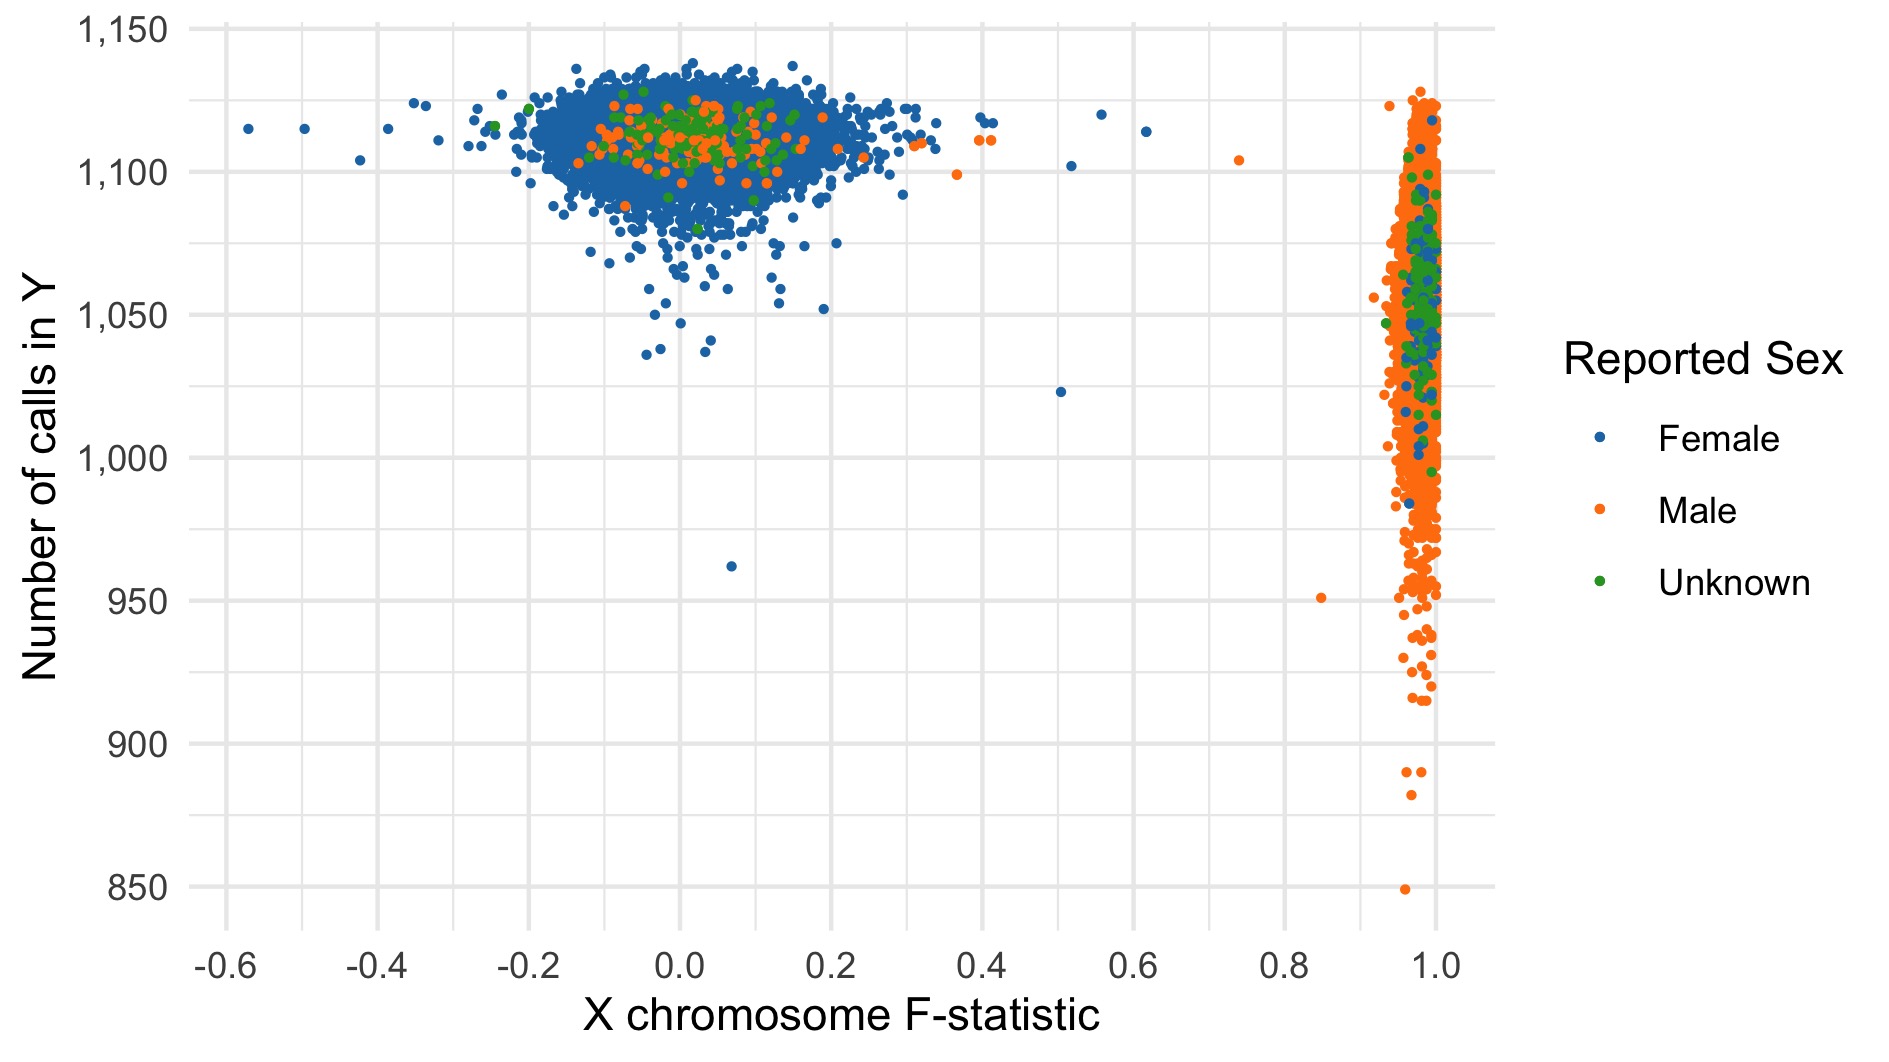 1,150
1,100
1,050
1,000
950
900
850
Number of calls in Y
-0.6 -0.4 -0.2 0.0 0.2 0.4 0.6 0.8 1.0
X chromosome F-statistic
Reported Sex
Female
Male
Unknown